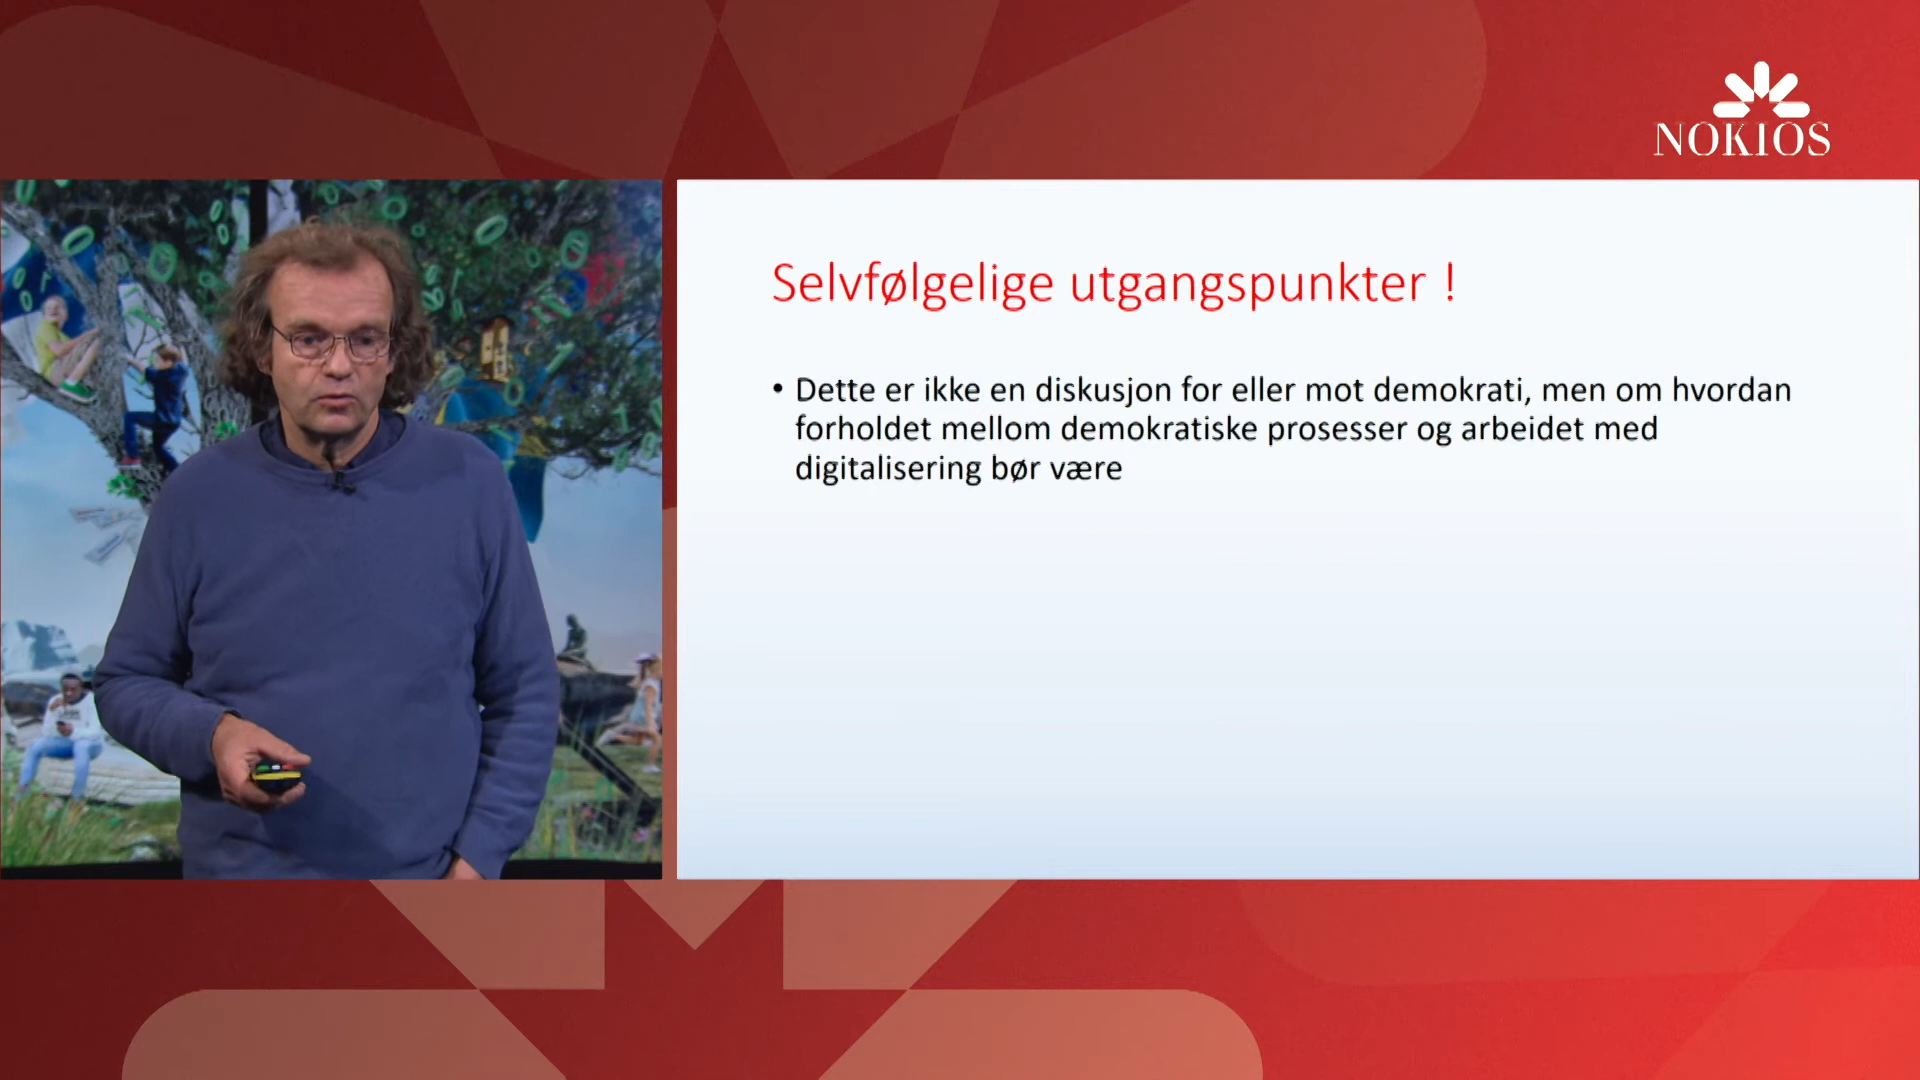 NOKIOS
Selvfølgelige utgangspunkter !
• Dette er ikke en diskusjon for eller mot demokrati, men om hvordan
forholdet mellom demokratiske prosesser og arbeidet med
digitalisering bør være